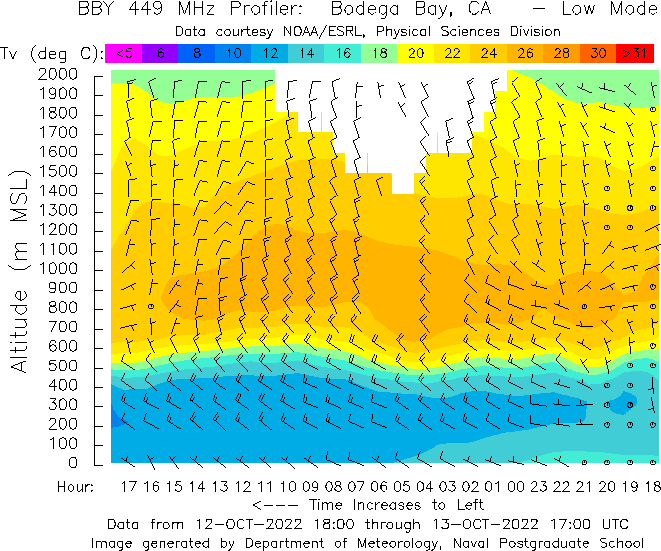 BBY 449 MHz Profiler: Bodega Bay, CA — Low Mode
Data courtesy NOAA/ESRL, Physical Sciences Division
Tv (deg C): <5 6 8 10 12 14 16 18 20 22 24 26 28 30 >31
Altitude (m MSL)
2000
1900
1800
1700
1600
1500
1400
1300
1200
1100
1000
900
800
700
600
500
400
300
200
100
0
Hour: 17 16 15 14 13 12 11 10 09 08 07 06 05 04 03 02 01 00 23 22 21 20 19 18
<--- Time Increases to Left
Data from 12-OCT-2022 18:00 through 13-OCT-2022 17:00 UTC
Image generated by Department of Meteorology, Naval Postgraduate School